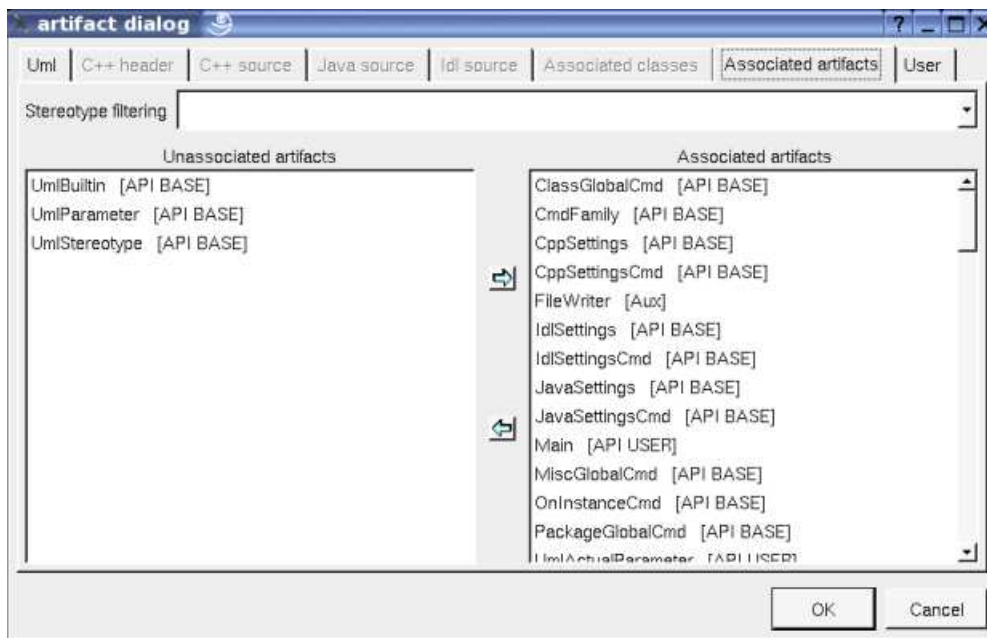 artifact dialog
Uml C++ header C++ source Java source Idl source Associated classes Associated artifacts User
Stereotype filtering
Unassociated artifacts
UmlBuiltin [API BASE]
UmlParameter [API BASE]
UmlStereotype [API BASE]
Associated artifacts
ClassGlobalCmd [API BASE]
CmdFamily [API BASE]
CppSettings [API BASE]
CppSettingsCmd [API BASE]
FileWriter [Aux]
IdlSettings [API BASE]
IdlSettingsCmd [API BASE]
JavaSettings [API BASE]
JavaSettingsCmd [API BASE]
Main [API USER]
MiscGlobalCmd [API BASE]
OnInstanceCmd [API BASE]
PackageGlobalCmd [API BASE]
UmlActualParameter [API USER]
OK Cancel